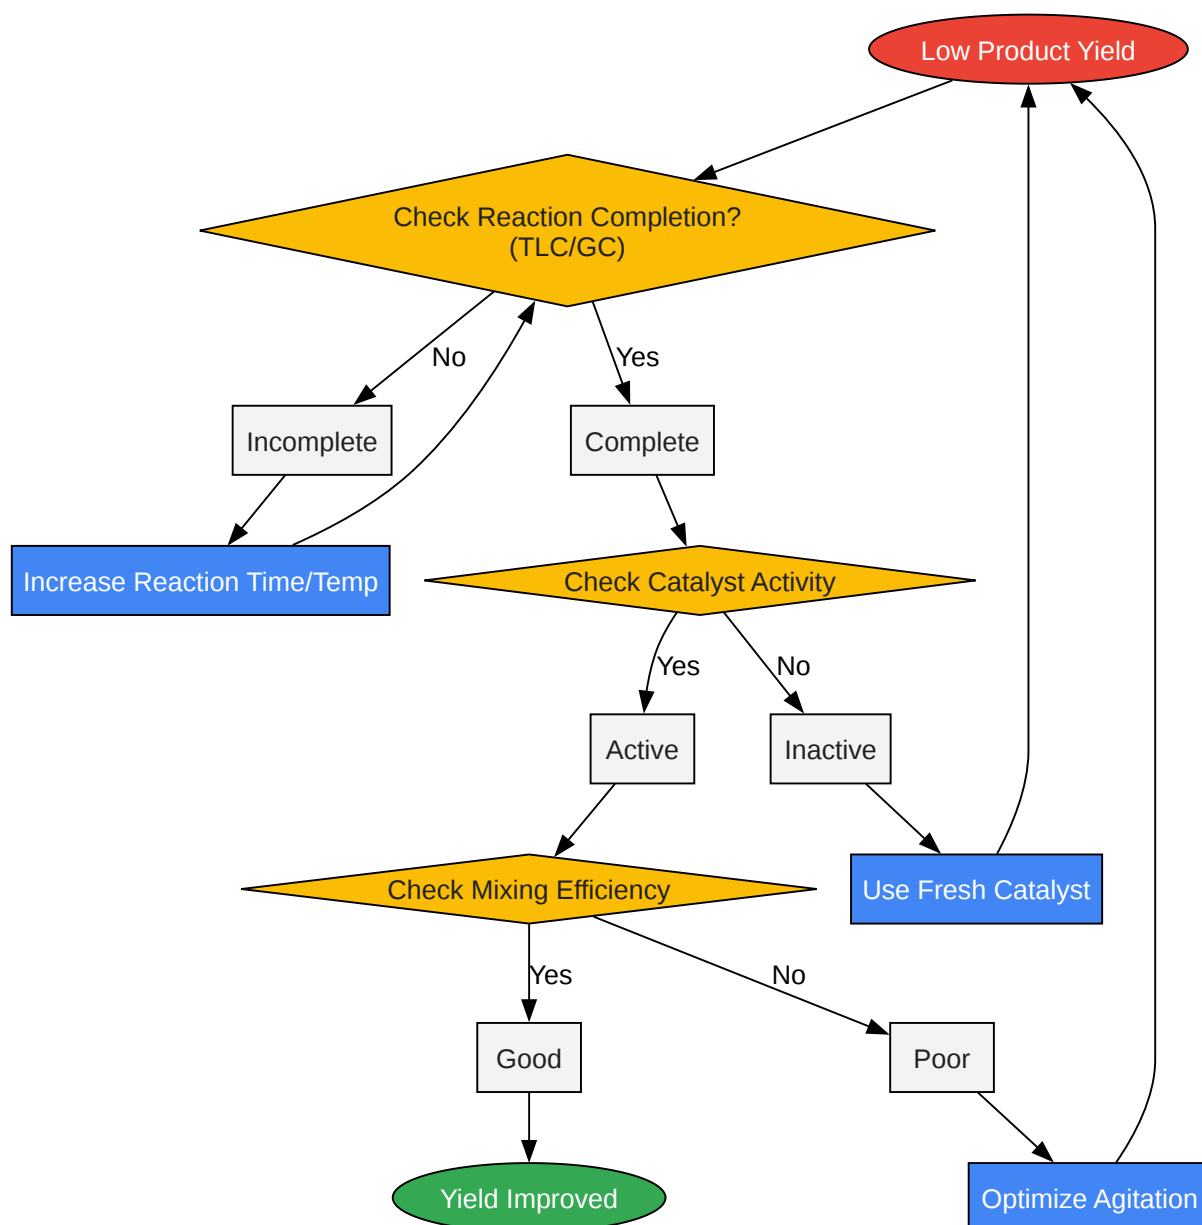 Low Product Yield
Check Reaction Completion?
(TLC/GC)
No
Yes
Incomplete
Complete
Increase Reaction Time/Temp
Check Catalyst Activity
Yes
No
Active
Inactive
Check Mixing Efficiency
Use Fresh Catalyst
Yes
No
Good
Poor
Yield Improved
Optimize Agitation